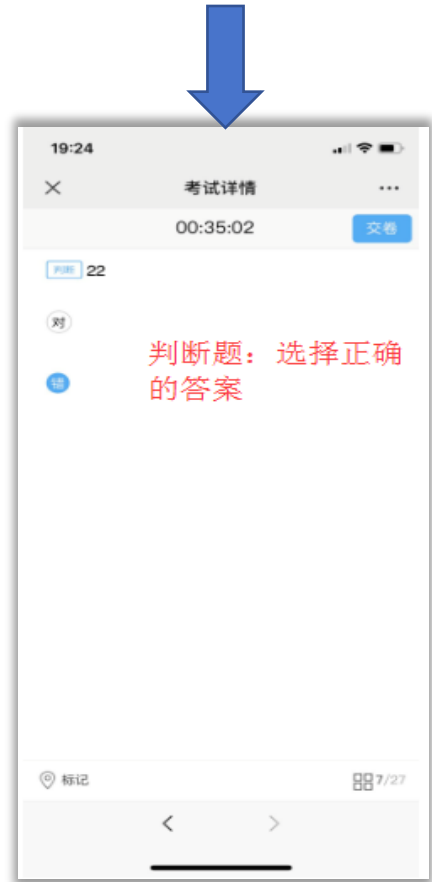 19:24
考试详情
00:35:02
交卷
判断 22
对
判断题：选择正确
的答案
错
标记
7/27